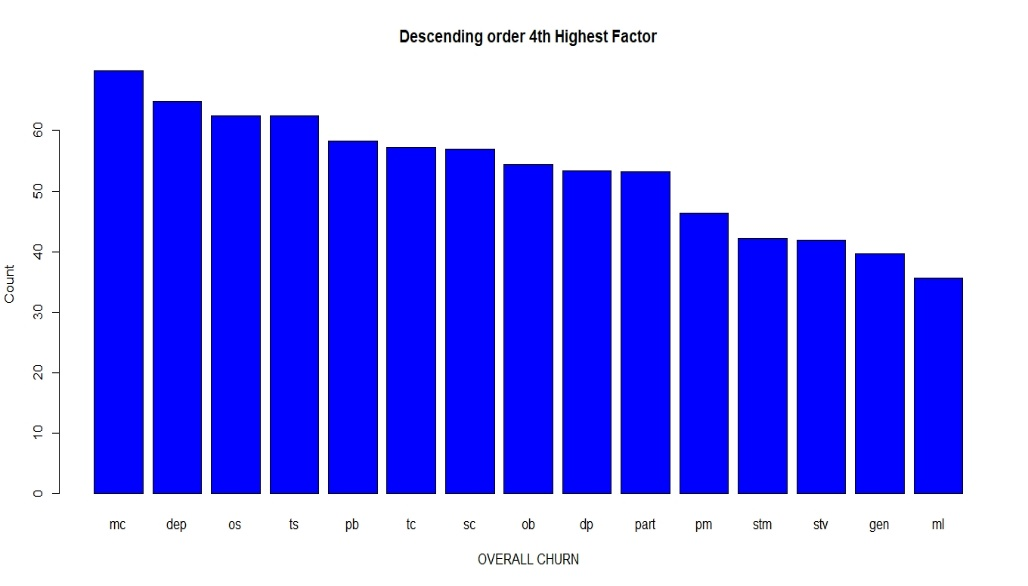 Descending order 4th Highest Factor
Count
60
50
40
30
20
10
0
mc dep os ts pb tc sc ob dp part pm stm stv gen ml
OVERALL CHURN